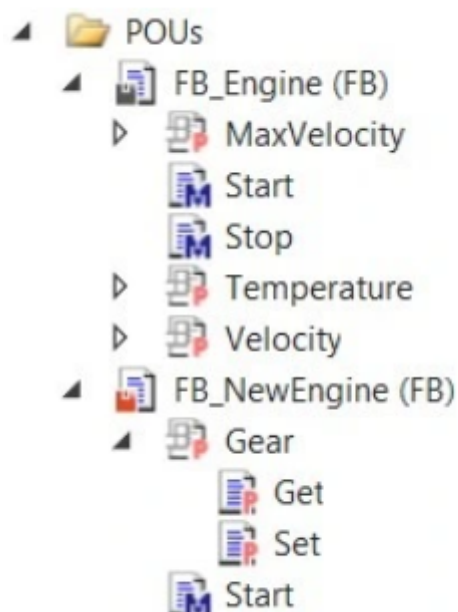 POUs
FB_Engine (FB)
MaxVelocity
Start
Stop
Temperature
Velocity
FB_NewEngine (FB)
Gear
Get
Set
Start